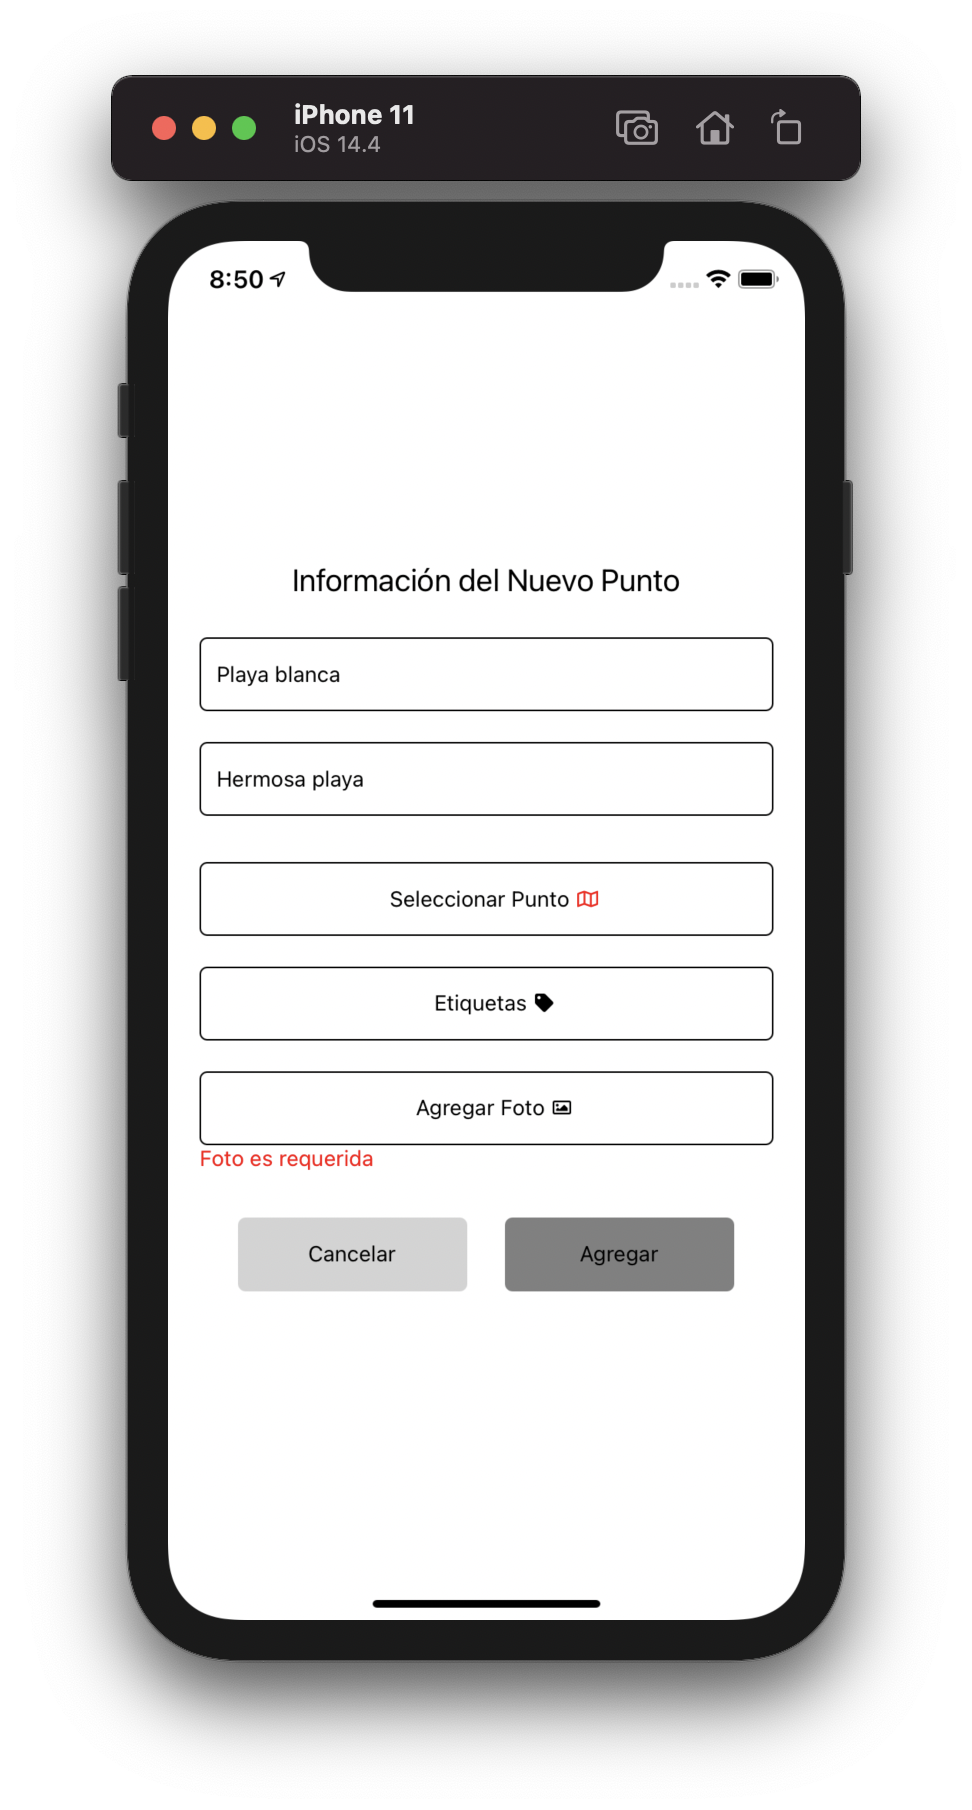 iPhone 11
iOS 14.4
8:50
Información del Nuevo Punto
Playa blanca
Hermosa playa
Seleccionar Punto
Etiquetas
Agregar Foto
Foto es requerida
Cancelar
Agregar